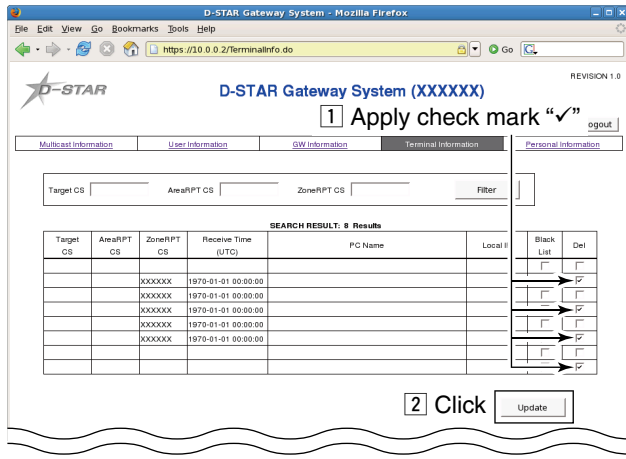 D-STAR Gateway System - Mozilla Firefox
File Edit View Go Bookmarks Tools Help
https://10.0.0.2/TerminalInfo.do Go G
REVISION 1.0
D-STAR
D-STAR Gateway System (XXXXXX)
1 Apply check mark “✓”
ogout
Multicast Information User Information GW Information Terminal Information Personal Information
Target CS AreaRPT CS ZoneRPT CS Filter
SEARCH RESULT: 8 Results
Target CS AreaRPT CS ZoneRPT CS Receive Time (UTC) PC Name Local I Black List Del
XXXXXX 1970-01-01 00:00:00
XXXXXX 1970-01-01 00:00:00
XXXXXX 1970-01-01 00:00:00
XXXXXX 1970-01-01 00:00:00
XXXXXX 1970-01-01 00:00:00
2 Click Update